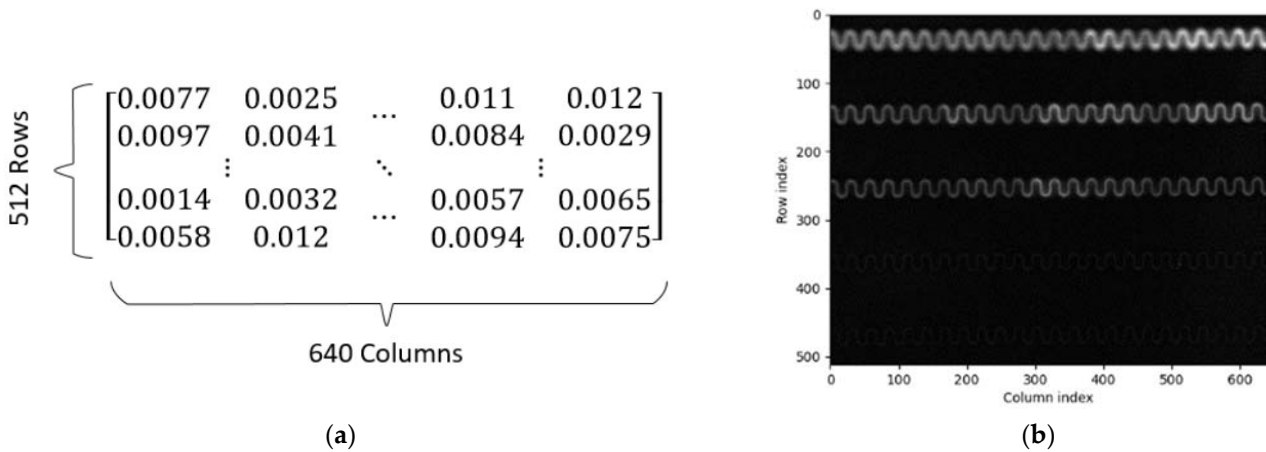 512 Rows
0.0077 0.0025 ... 0.011 0.012
0.0097 0.0041 0.0084 0.0029
⋮ ⋱ ⋮
0.0014 0.0032 ... 0.0057 0.0065
0.0058 0.012 0.0094 0.0075
640 Columns
(a)
Row index
0
100
200
300
400
500
0 100 200 300 400 500 600
Column index
(b)